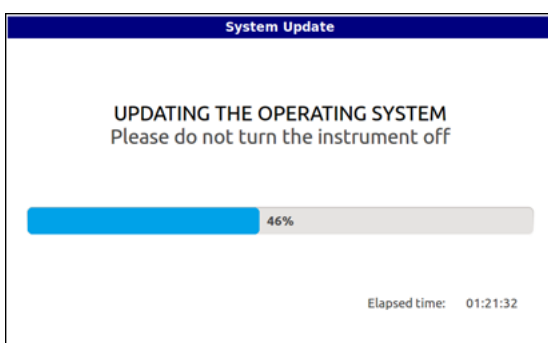 System Update
UPDATING THE OPERATING SYSTEM
Please do not turn the instrument off
46%
Elapsed time: 01:21:32